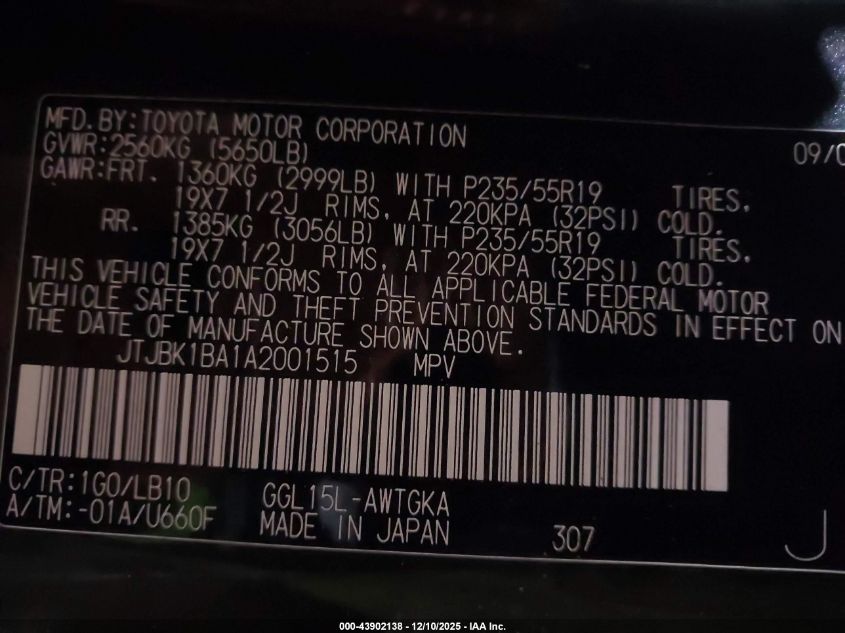 MFD.BY:TOYOTA MOTOR CORPORATION 09/0
GVWR:2560KG (5650LB)
GAWR:FRT. 1360KG (2999LB) WITH P235/55R19 TIRES,
19X7 1/2J RIMS, AT 220KPA (32PSI) COLD.
RR. 1385KG (3056LB) WITH P235/55R19 TIRES,
19X7 1/2J RIMS, AT 220KPA (32PSI) COLD.
THIS VEHICLE CONFORMS TO ALL APPLICABLE FEDERAL MOTOR
VEHICLE SAFETY AND THEFT PREVENTION STANDARDS IN EFFECT ON
THE DATE OF MANUFACTURE SHOWN ABOVE.
JTJBK1BA1A2001515 MPV
C/TR:1G0/LB10 GGL15L-AWTGKA
A/TM:-01A/U660F MADE IN JAPAN 307 J
000-43902138 - 12/10/2025 - IAA Inc.